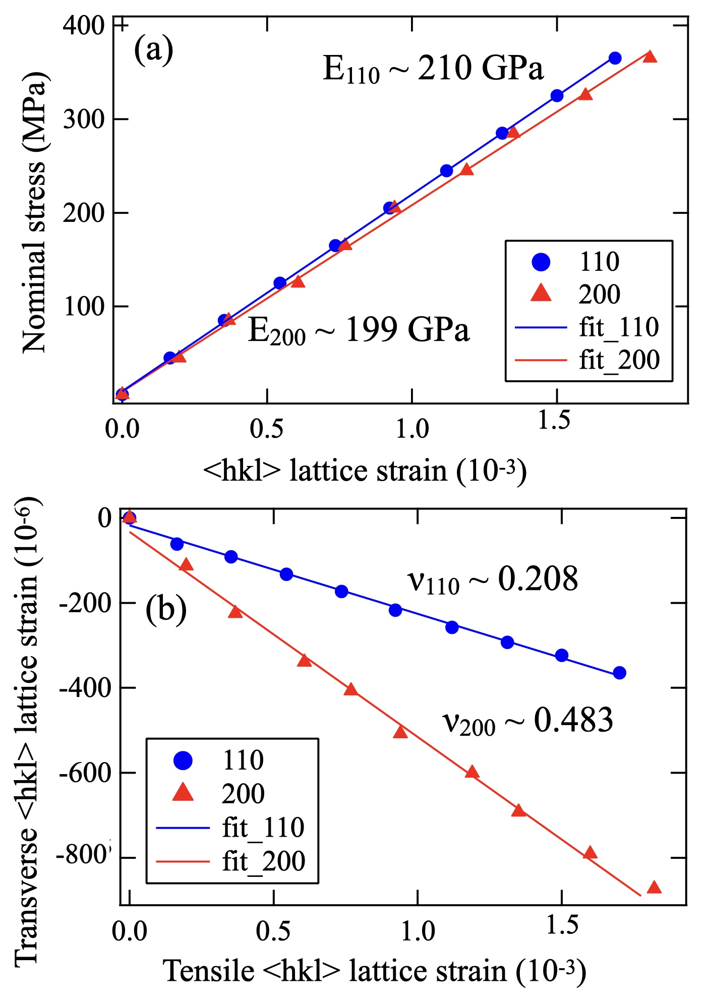 400
300
200
100
Nominal stress (MPa)
(a)
E110 ~ 210 GPa
E200 ~ 199 GPa
110
200
fit_110
fit_200
0.0 0.5 1.0 1.5
<hkl> lattice strain (10-3)
0
-200
-400
-600
-800
Transverse <hkl> lattice strain (10-6)
(b)
ν110 ~ 0.208
ν200 ~ 0.483
110
200
fit_110
fit_200
0.0 0.5 1.0 1.5
Tensile <hkl> lattice strain (10-3)